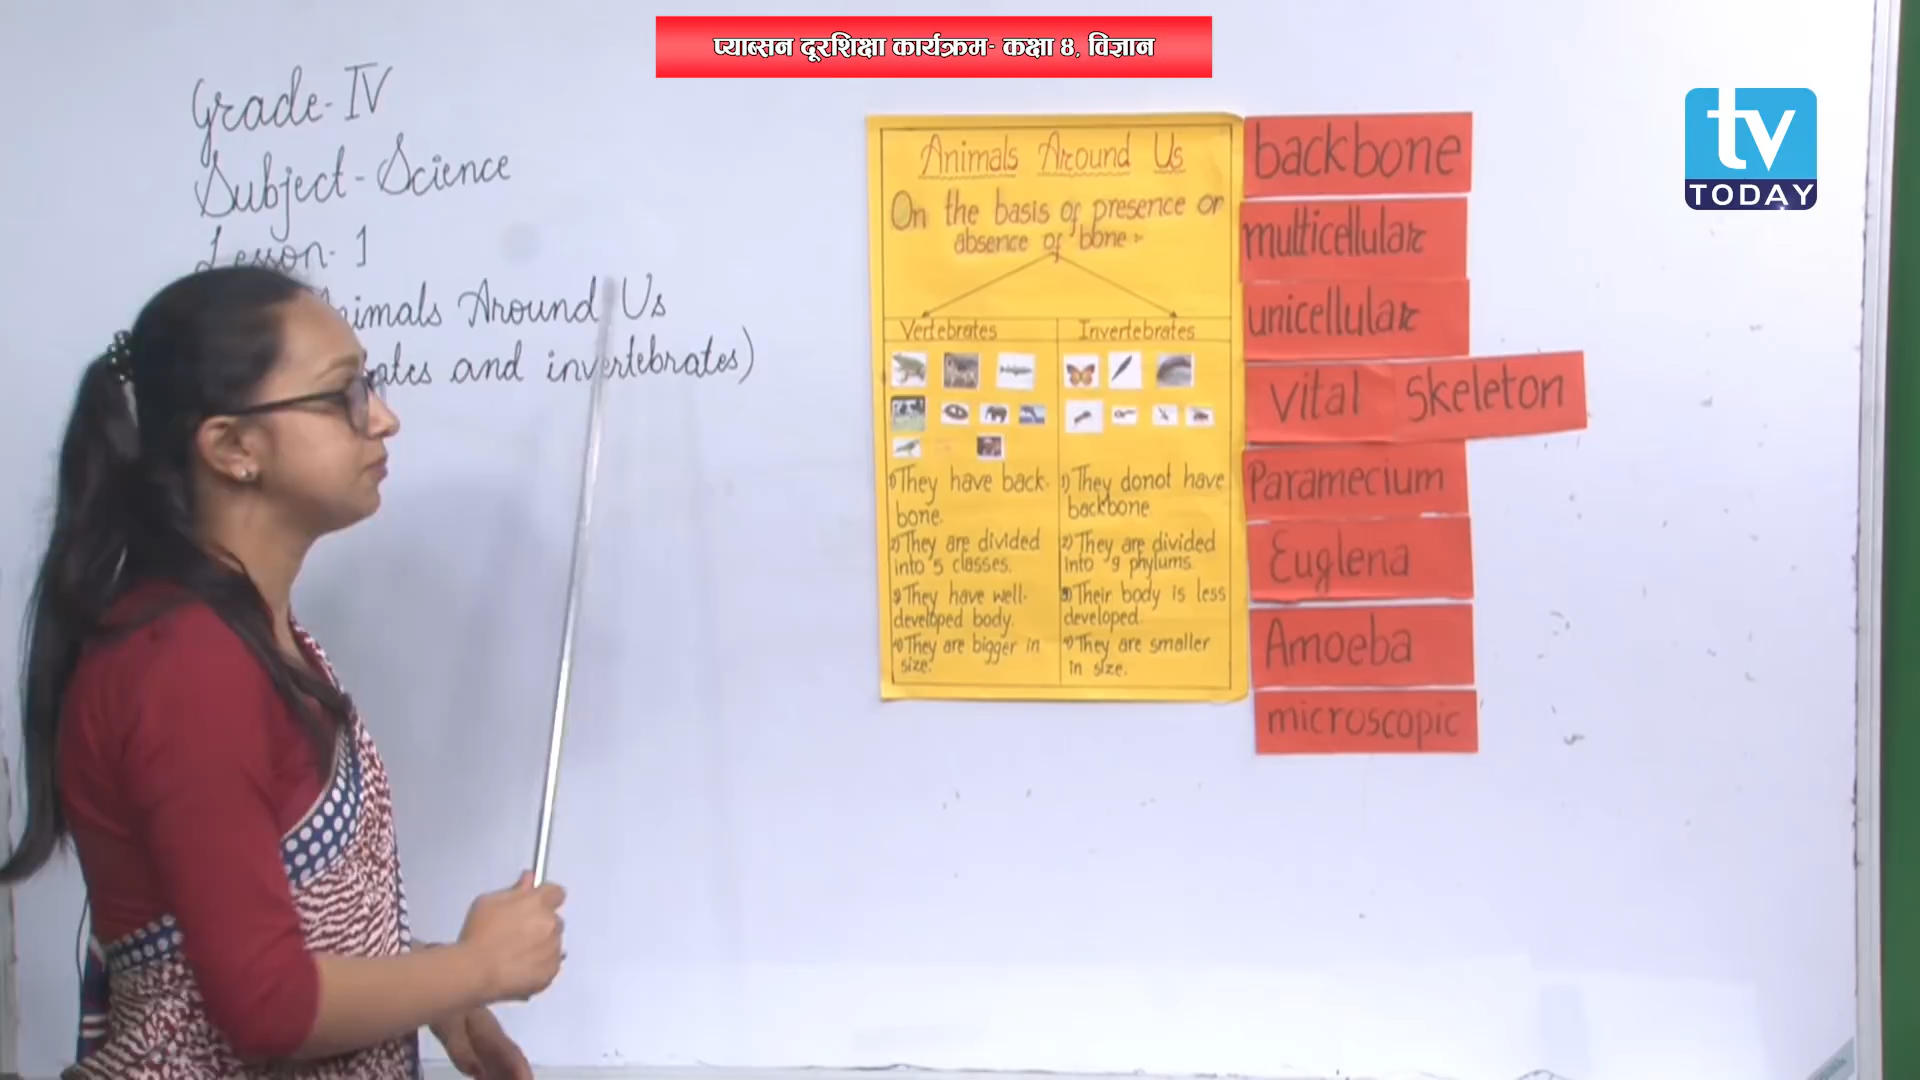 प्याब्सन दूरशिक्षा कार्यक्रम- कक्षा ४, विज्ञान
tv
TODAY
Grade-IV
Subject-Science
Lesson-1
Animals Around Us
ates and invertebrates)
Animals Around Us
On the basis of presence or
absence of bone:-
Vertebrates
1) They have back-
bone.
2) They are divided
into 5 classes.
3) They have well-
developed body.
4) They are bigger in
size.
Invertebrates
1) They donot have
backbone
2) They are divided
into 9 phylums.
3) Their body is less
developed.
4) They are smaller
in size.
backbone
multicellular
unicellular
vital skeleton
Paramecium
Euglena
Amoeba
microscopic